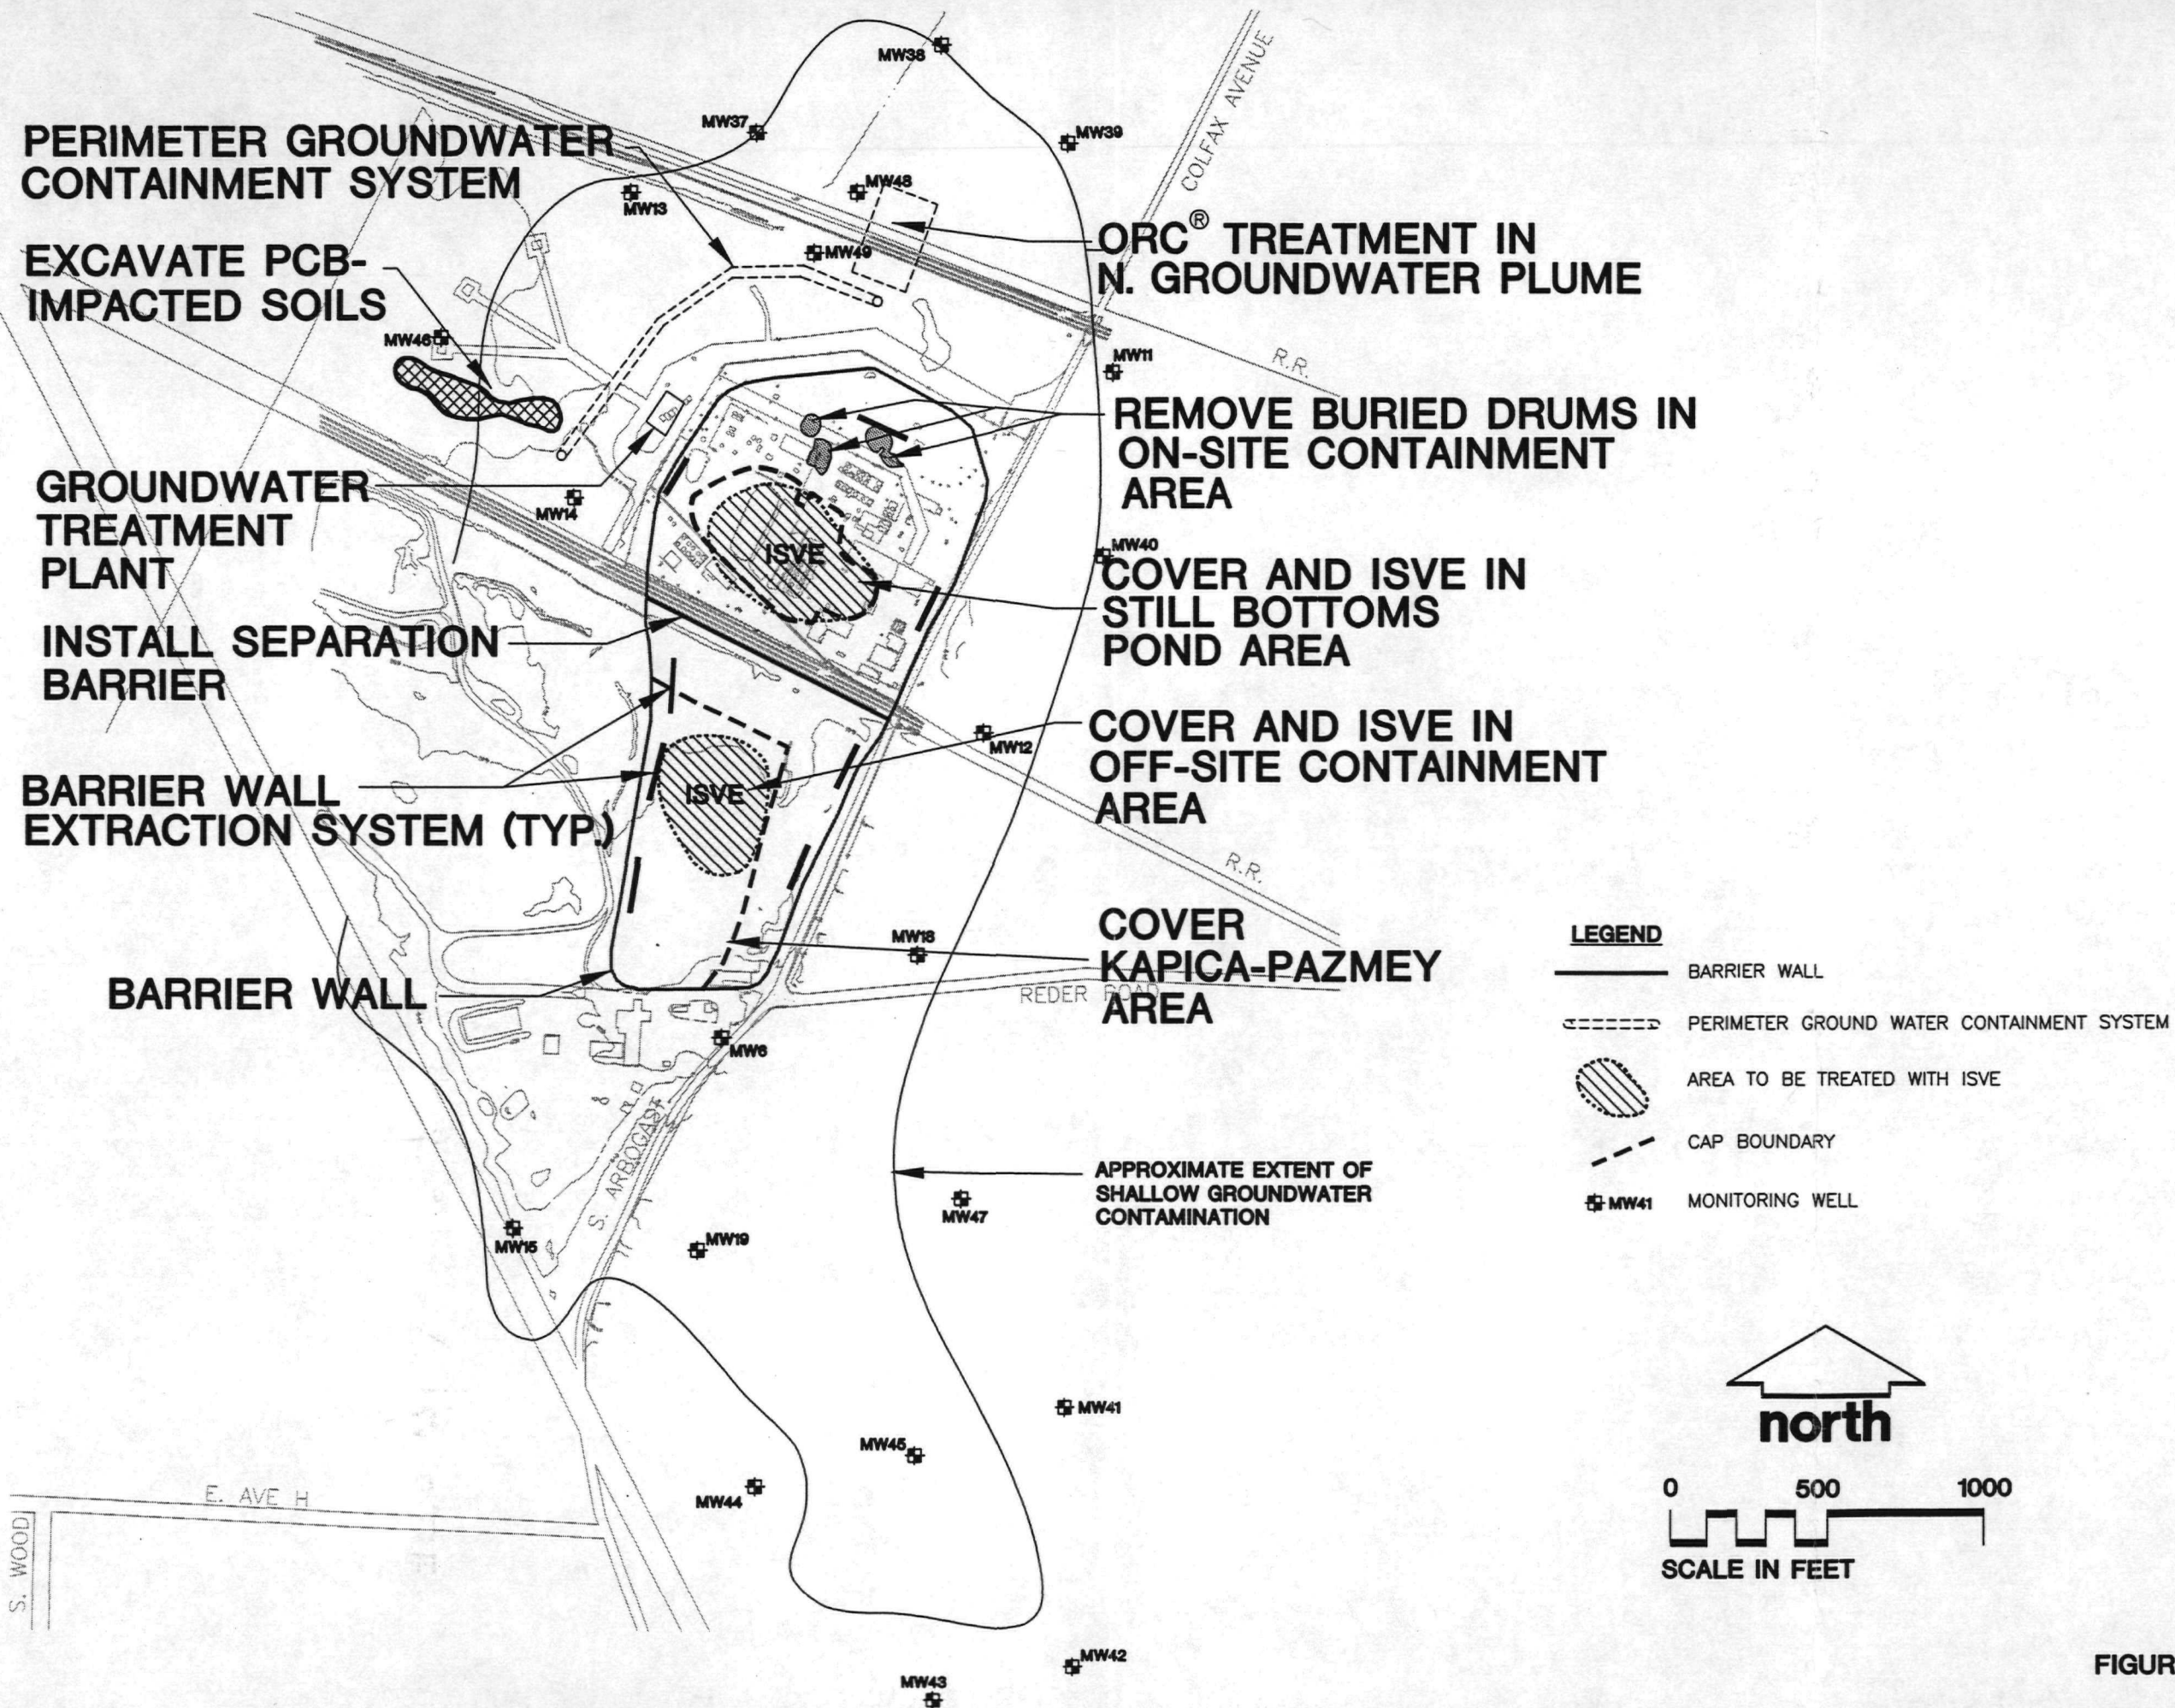 MW38
COLFAX AVENUE
MW37
MW39
PERIMETER GROUNDWATER
CONTAINMENT SYSTEM
MW48
MW13
ORC® TREATMENT IN
N. GROUNDWATER PLUME
MW49
EXCAVATE PCB-
IMPACTED SOILS
MW46
MW11
R.R.
REMOVE BURIED DRUMS IN
ON-SITE CONTAINMENT
AREA
GROUNDWATER
TREATMENT
PLANT
MW14
ISVE
MW40
COVER AND ISVE IN
STILL BOTTOMS
POND AREA
INSTALL SEPARATION
BARRIER
COVER AND ISVE IN
OFF-SITE CONTAINMENT
AREA
MW12
BARRIER WALL
EXTRACTION SYSTEM (TYP.)
ISVE
R.R.
COVER
KAPICA-PAZMEY
AREA
MW18
BARRIER WALL
REDER ROAD
MW6
S. ARBOGAST
APPROXIMATE EXTENT OF
SHALLOW GROUNDWATER
CONTAMINATION
MW47
MW15
MW19
MW41
MW45
MW44
E. AVE H
S. WOOD
MW42
MW43
LEGEND
BARRIER WALL
PERIMETER GROUND WATER CONTAINMENT SYSTEM
AREA TO BE TREATED WITH ISVE
CAP BOUNDARY
MW41 MONITORING WELL
north
0 500 1000
SCALE IN FEET
FIGUR